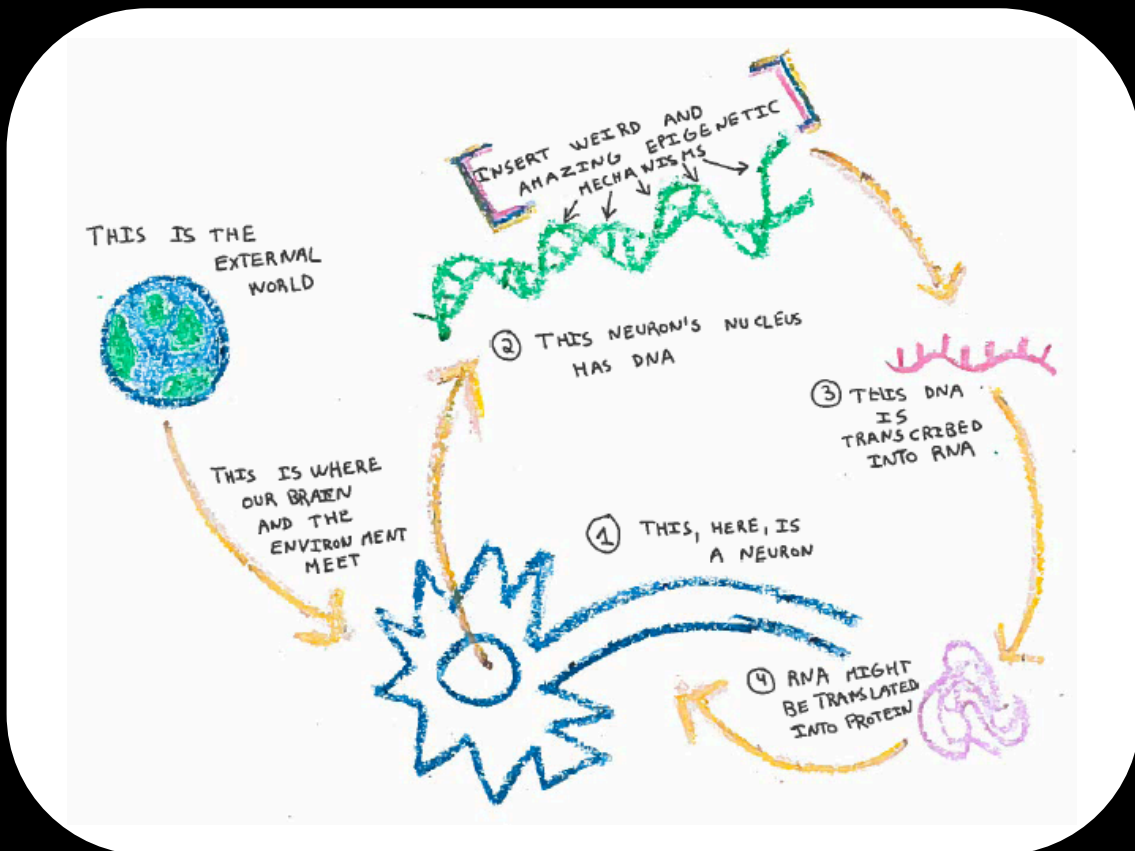 INSERT WEIRD AND
AMAZING EPIGENETIC
MECHANISMS
THIS IS THE
EXTERNAL
WORLD
② THIS NEURON'S NUCLEUS
HAS DNA
③ THIS DNA
IS
TRANSCRIBED
INTO RNA
THIS IS WHERE
OUR BRAIN
AND THE
ENVIRONMENT
MEET
① THIS, HERE, IS
A NEURON
④ RNA MIGHT
BE TRANSLATED
INTO PROTEIN